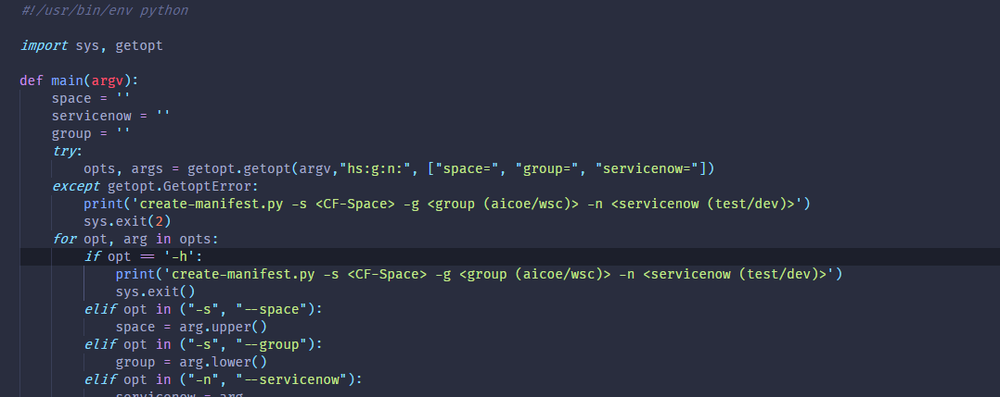 #!/usr/bin/env python
import sys, getopt
def main(argv):
    space = ''
    servicenow = ''
    group = ''
    try:
        opts, args = getopt.getopt(argv,"hs:g:n:", ["space=", "group=", "servicenow="])
    except getopt.GetoptError:
        print('create-manifest.py -s <CF-Space> -g <group (aicoe/wsc)> -n <servicenow (test/dev)>')
        sys.exit(2)
    for opt, arg in opts:
        if opt == '-h':
            print('create-manifest.py -s <CF-Space> -g <group (aicoe/wsc)> -n <servicenow (test/dev)>')
            sys.exit()
        elif opt in ("-s", "--space"):
            space = arg.upper()
        elif opt in ("-s", "--group"):
            group = arg.lower()
        elif opt in ("-n", "--servicenow"):
            servicenow = arg